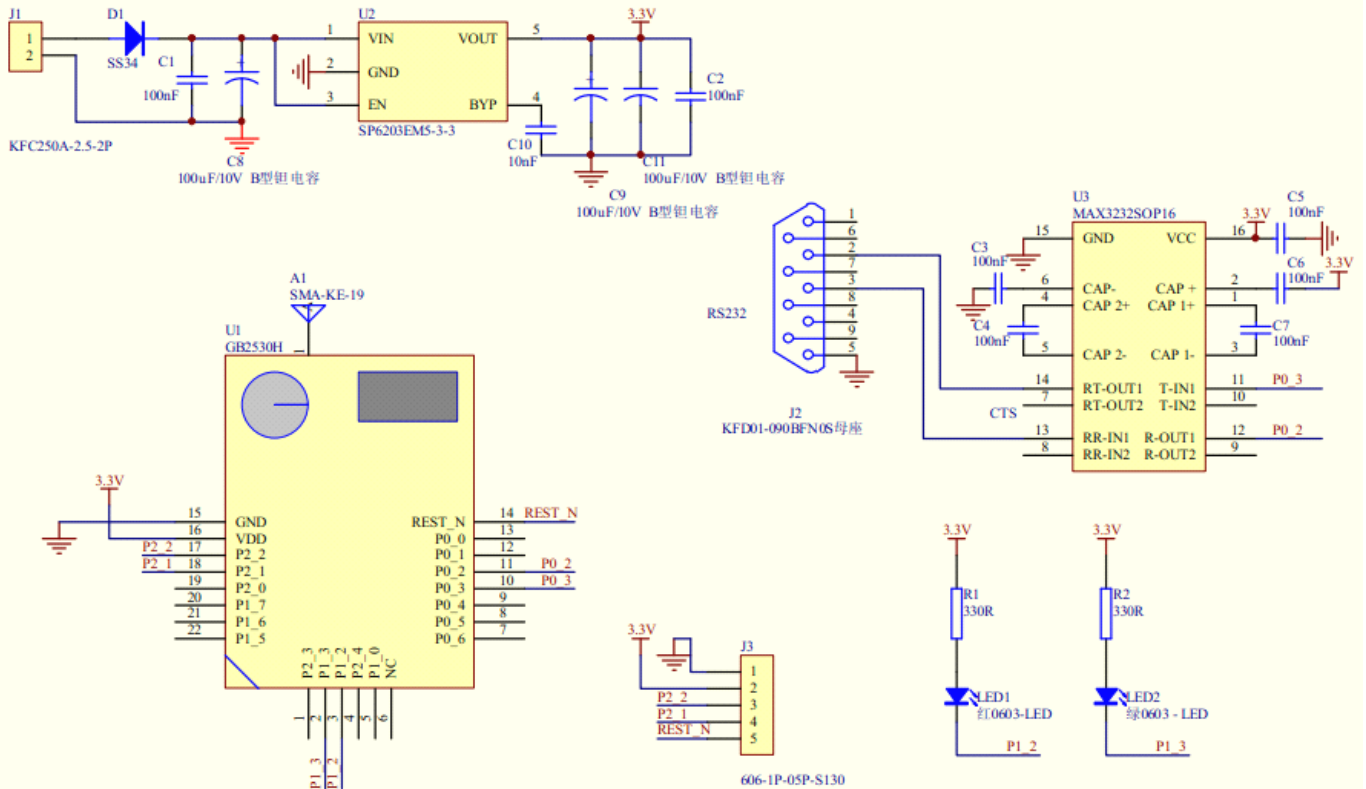 J1
1
2
KFC250A-2.5-2P
D1
SS34
C1
100nF
C8
100uF/10V B型钽电容
U2
1 VIN VOUT 5
2 GND
3 EN BYP 4
SP6203EM5-3-3
3.3V
C2
100nF
C10
10nF
C11
100uF/10V B型钽电容
C9
100uF/10V B型钽电容
RS232
1
6
2
7
3
8
4
9
5
J2
KFD01-090BFN0S母座
U3
MAX3232SOP16
15 GND VCC 16
6 CAP- CAP + 2
4 CAP 2+ CAP 1+ 1
5 CAP 2- CAP 1- 3
14 RT-OUT1 T-IN1 11 P0_3
7 RT-OUT2 T-IN2 10
13 RR-IN1 R-OUT1 12 P0_2
8 RR-IN2 R-OUT2 9
CTS
C3
100nF
C4
100nF
3.3V
C5
100nF
C6
100nF
3.3V
C7
100nF
A1
SMA-KE-19
1
U1
GB2530H
3.3V
15 GND REST_N 14 REST_N
16 VDD P0_0 13
P2_2 17 P2_2 P0_1 12
P2_1 18 P2_1 P0_2 11 P0_2
19 P2_0 P0_3 10 P0_3
20 P1_7 P0_4 9
21 P1_6 P0_5 8
22 P1_5 P0_6 7
P2_3 P1_3 P1_2 P2_4 P1_0 NC
1 2 3 4 5 6
P1_3 P1_2
3.3V
J3
1
2
P2_2 3
P2_1 4
REST_N 5
606-1P-05P-S130
3.3V
R1
330R
LED1
红0603-LED
P1_2
3.3V
R2
330R
LED2
绿0603 - LED
P1_3